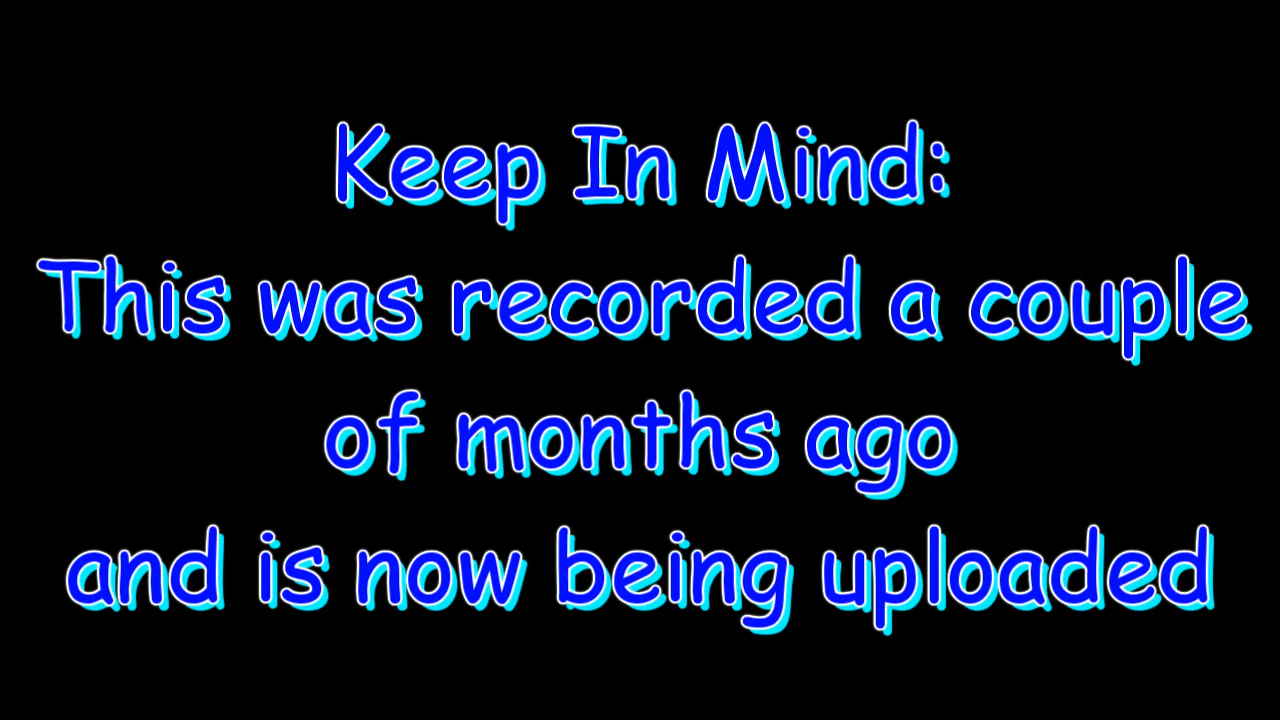 Keep In Mind:
This was recorded a couple
of months ago
and is now being uploaded